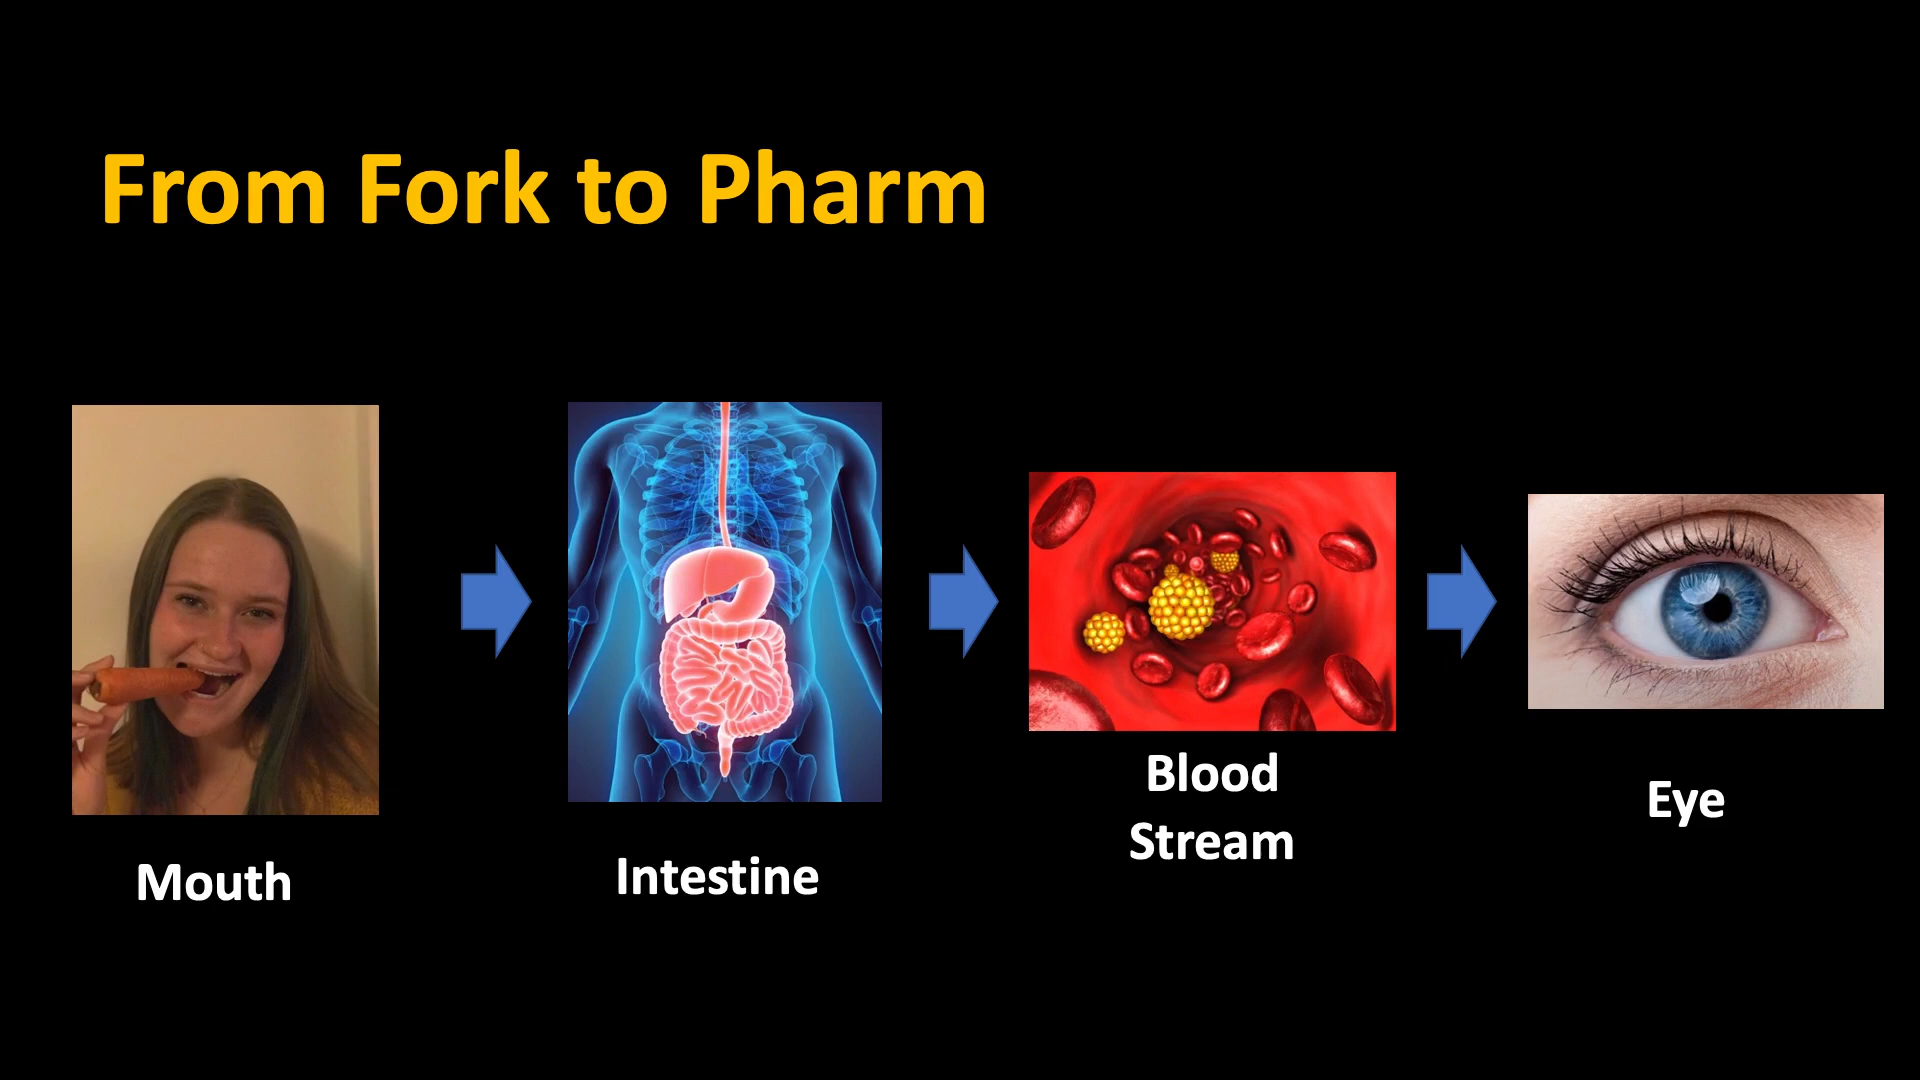 From Fork to Pharm
Mouth
Intestine
Blood
Stream
Eye